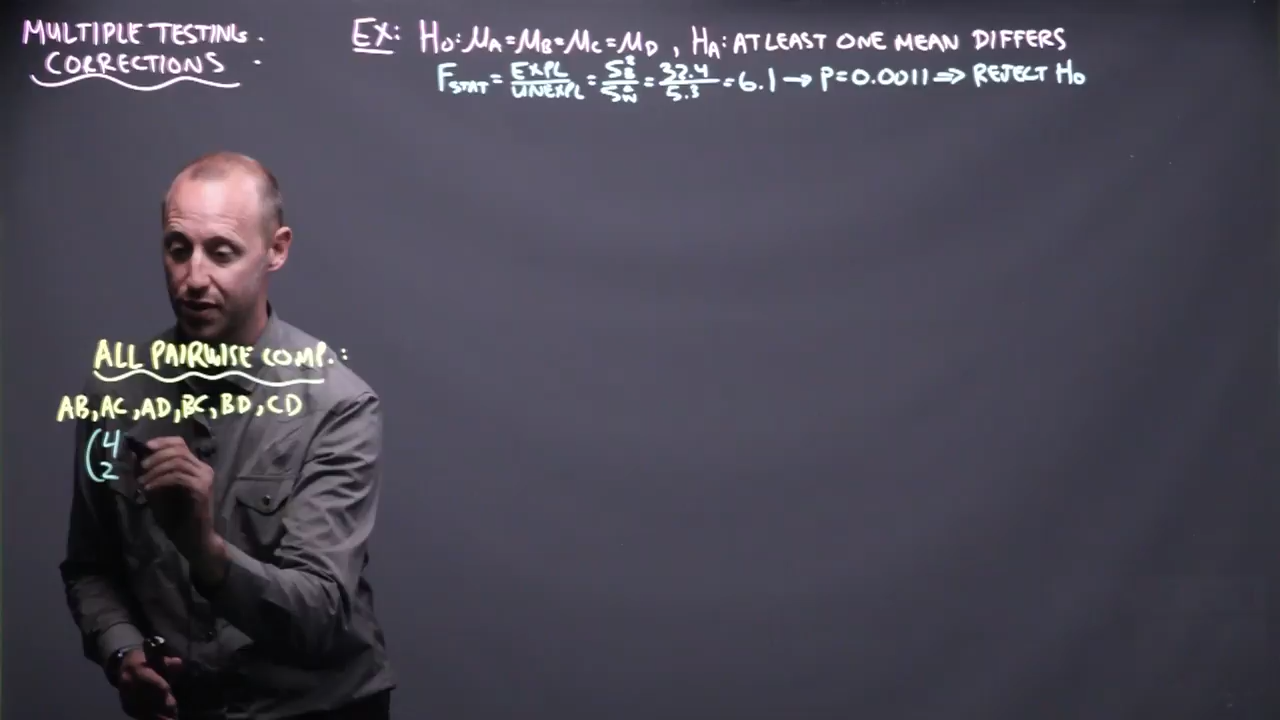 MULTIPLE TESTING
CORRECTIONS
EX: H₀: μA = μB = μC = μD , HA: AT LEAST ONE MEAN DIFFERS
FSTAT = EXPL/UNEXPL = S²B/S²W = 32.4/5.3 = 6.1 → P=0.0011 ⇒ REJECT H₀
ALL PAIRWISE COMP.:
AB, AC, AD, BC, BD, CD
(4
2